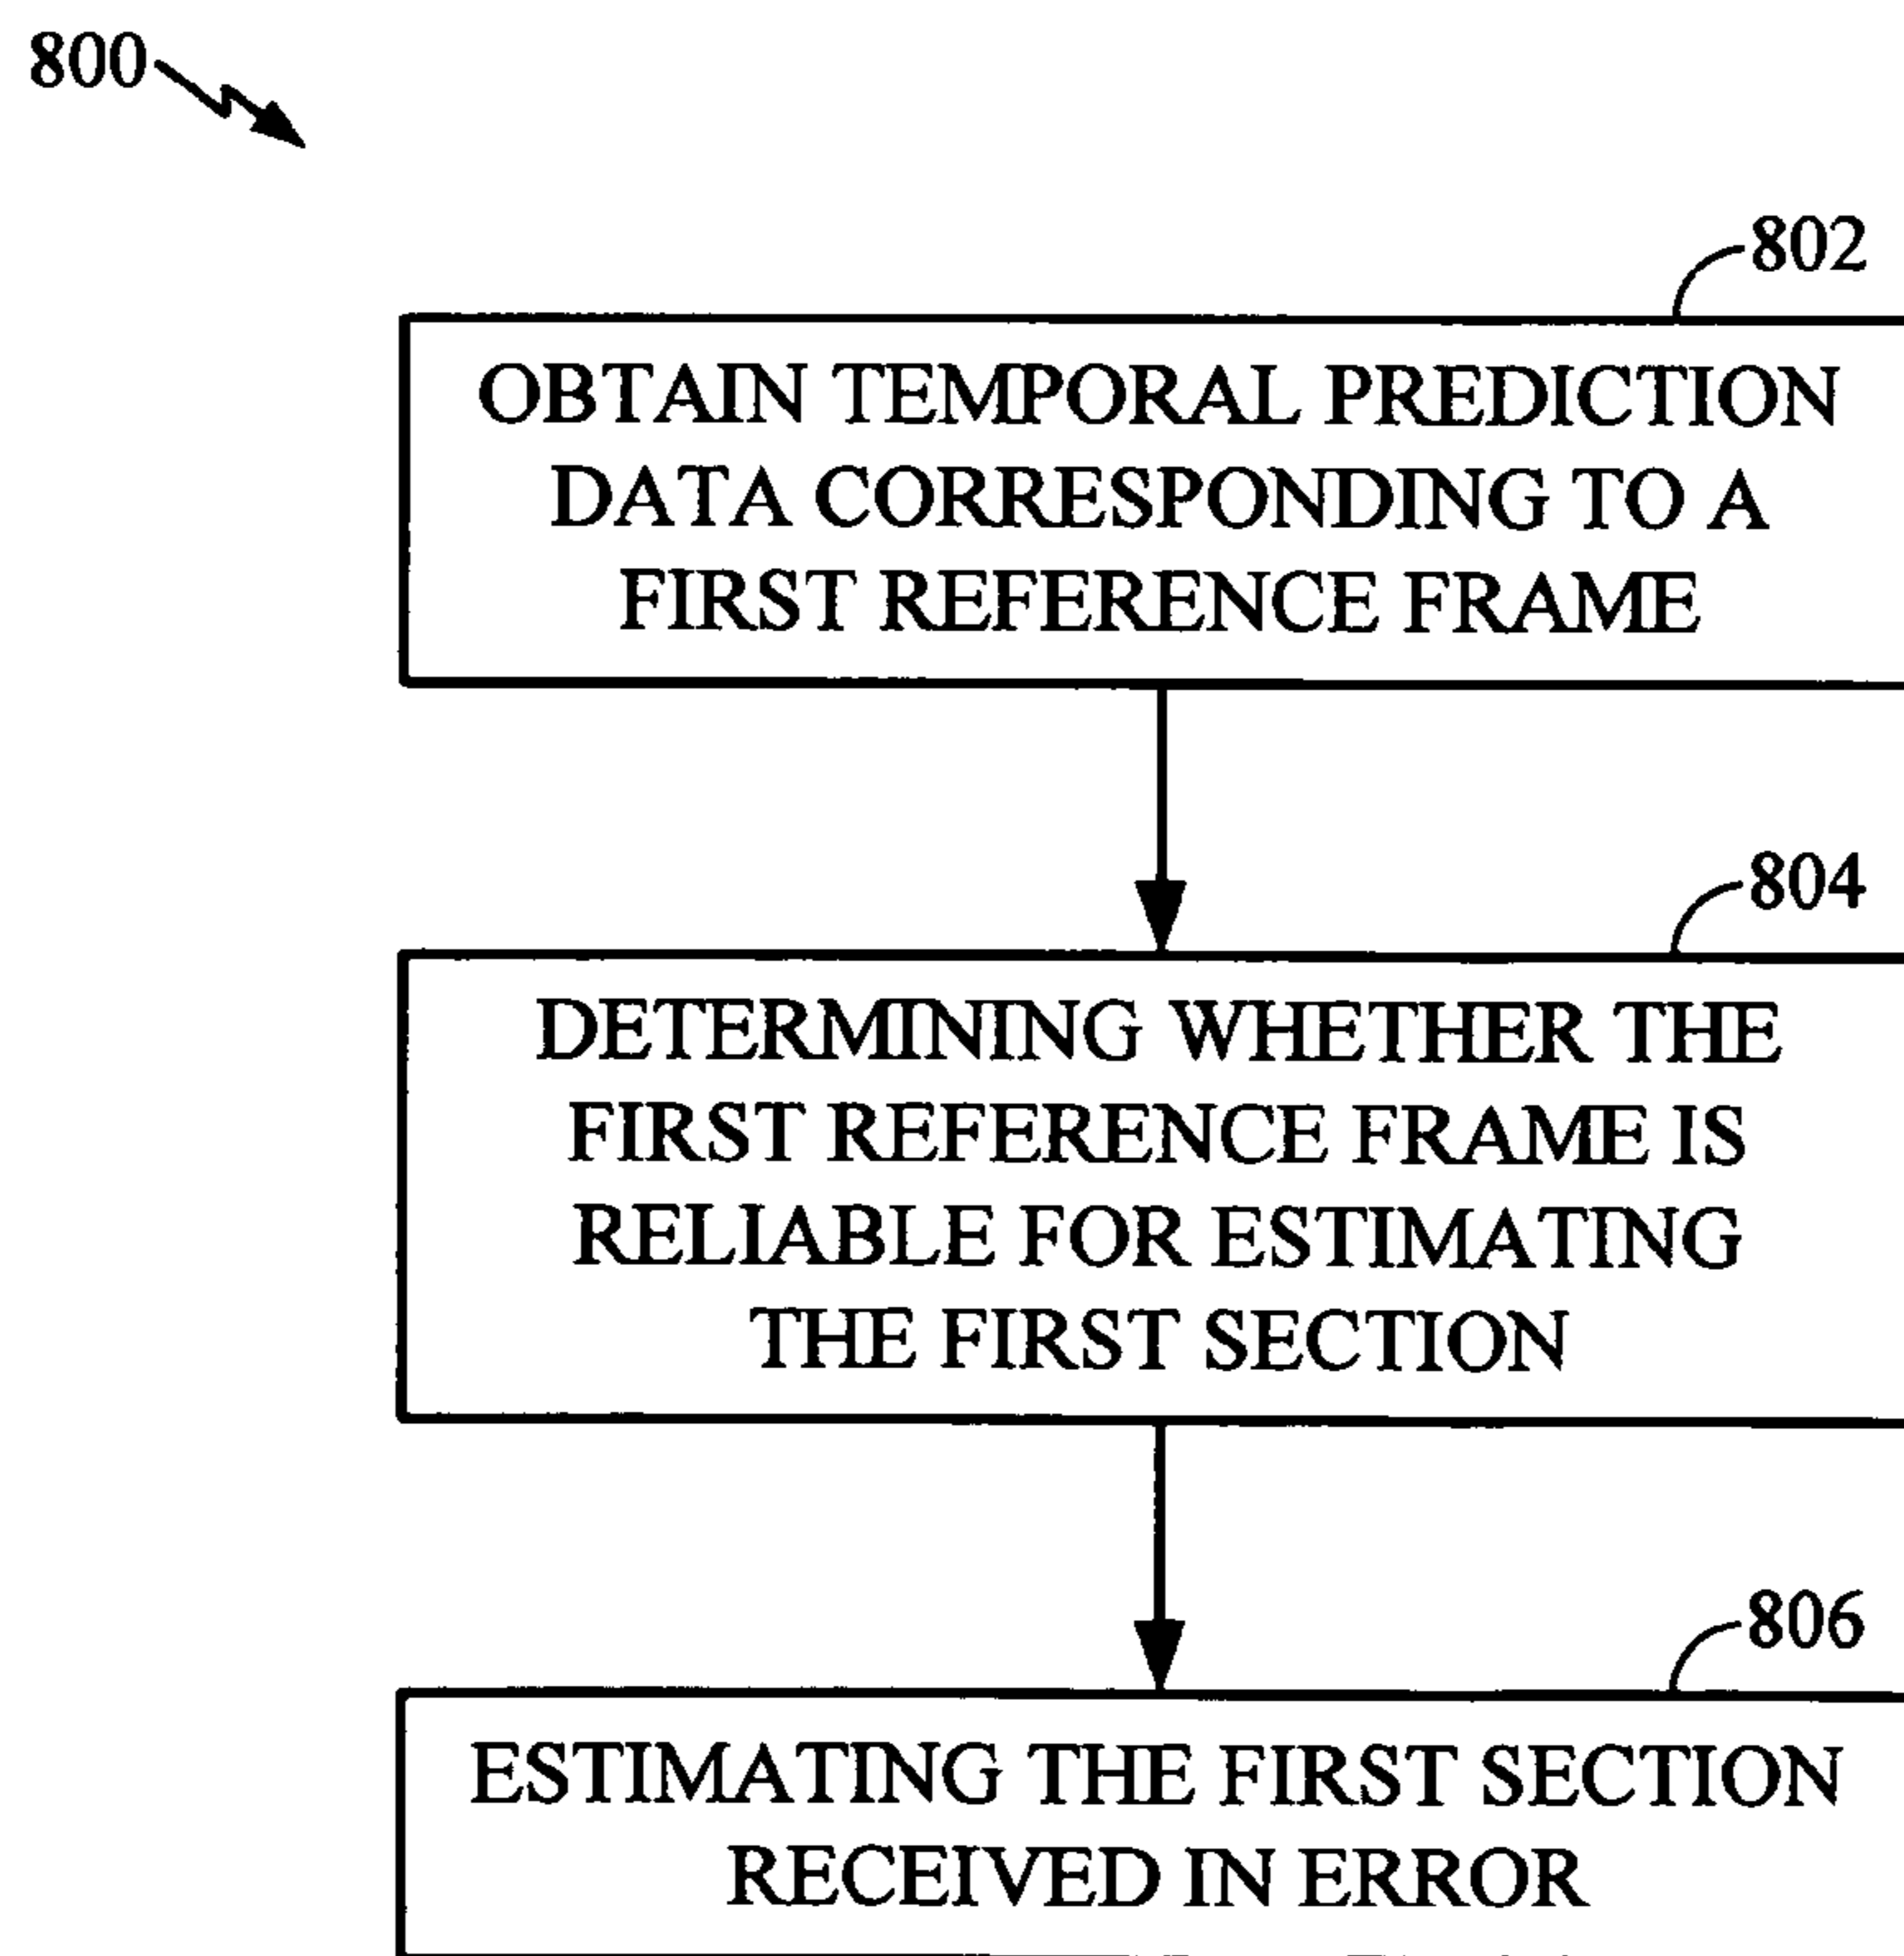 800
802
OBTAIN TEMPORAL PREDICTION
DATA CORRESPONDING TO A
FIRST REFERENCE FRAME
804
DETERMINING WHETHER THE
FIRST REFERENCE FRAME IS
RELIABLE FOR ESTIMATING
THE FIRST SECTION
806
ESTIMATING THE FIRST SECTION
RECEIVED IN ERROR